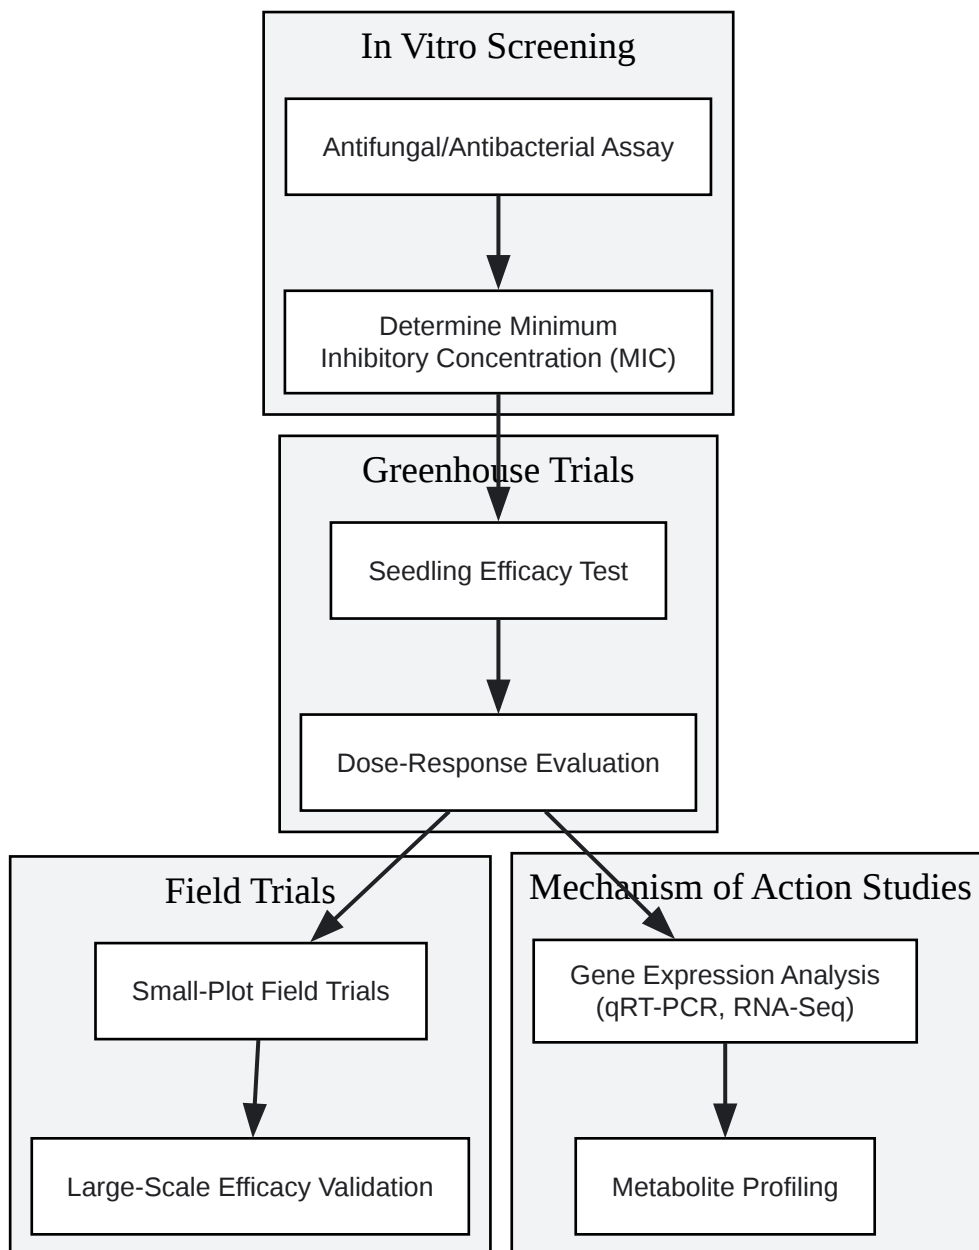 In Vitro Screening
Antifungal/Antibacterial Assay
Determine Minimum
Inhibitory Concentration (MIC)
Greenhouse Trials
Seedling Efficacy Test
Dose-Response Evaluation
Field Trials
Small-Plot Field Trials
Large-Scale Efficacy Validation
Mechanism of Action Studies
Gene Expression Analysis
(qRT-PCR, RNA-Seq)
Metabolite Profiling